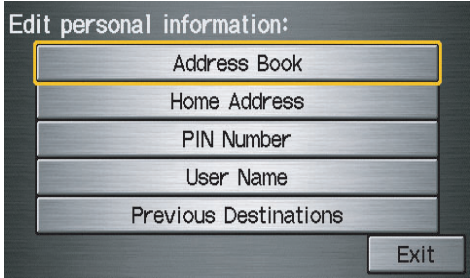 Edit personal information:
Address Book
Home Address
PIN Number
User Name
Previous Destinations
Exit